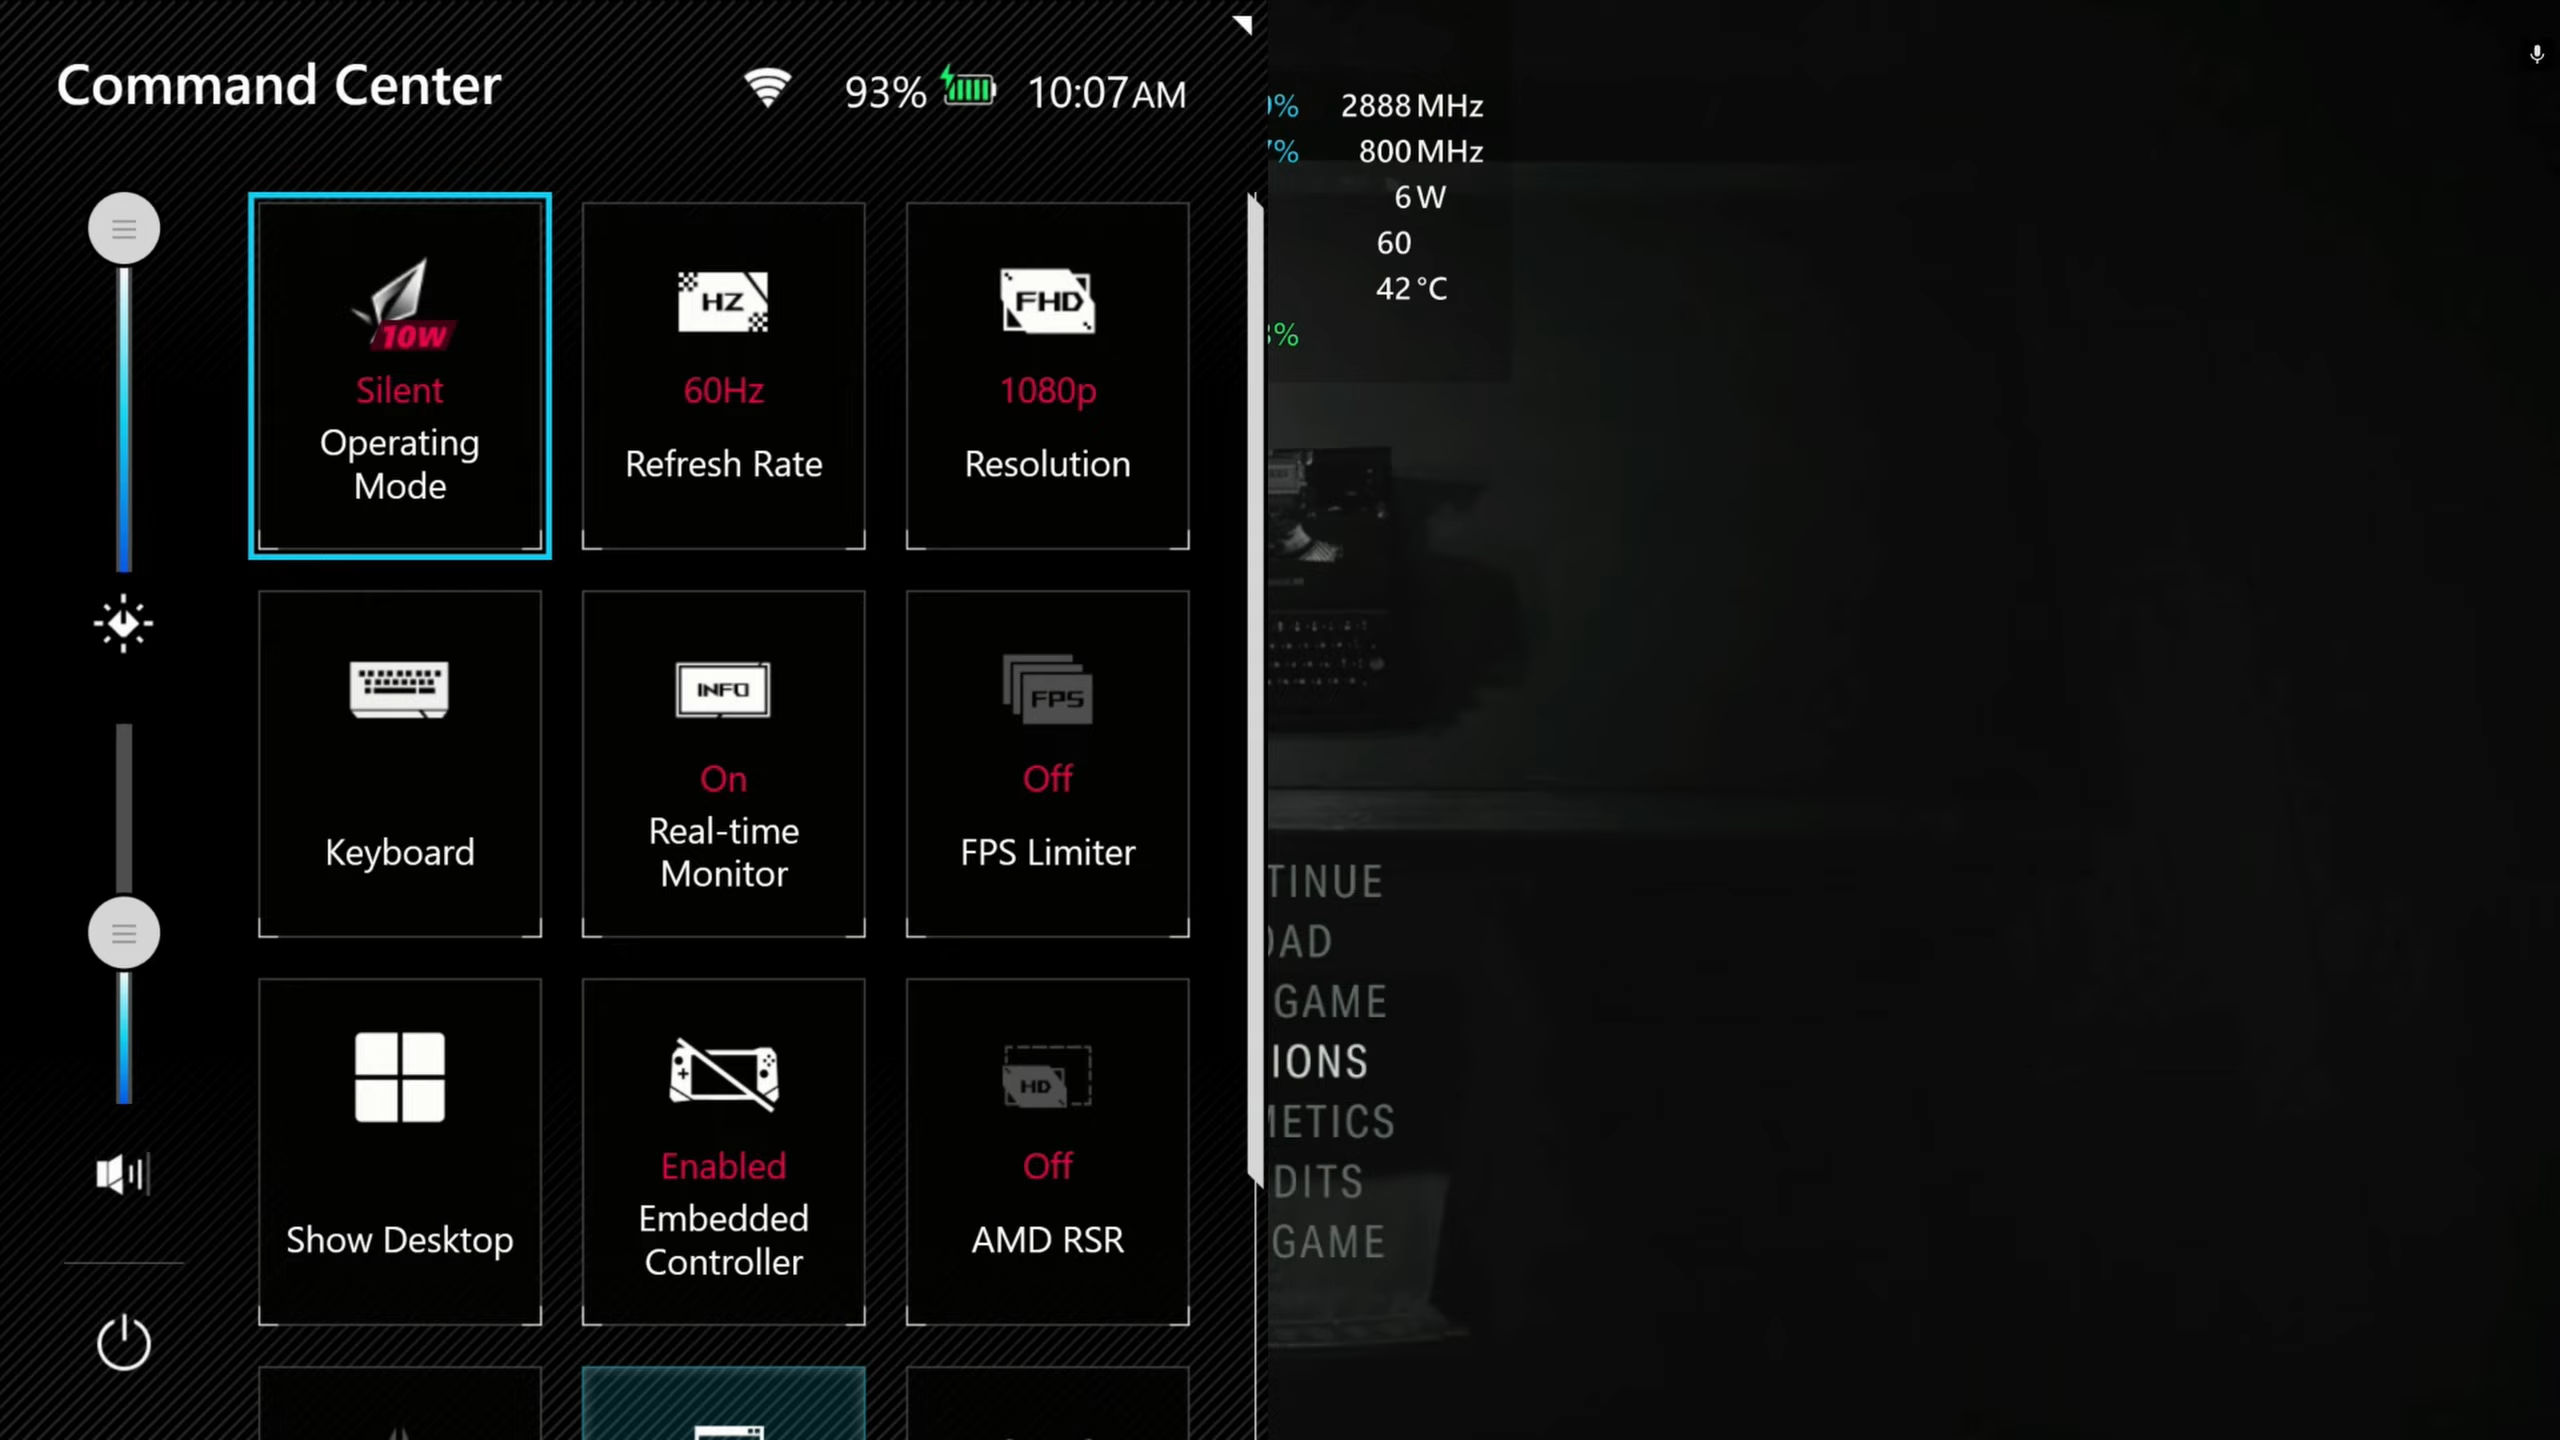 Command Center
93%
10:07AM
10W
Silent
Operating
Mode
HZ
60Hz
Refresh Rate
FHD
1080p
Resolution
Keyboard
INFO
On
Real-time
Monitor
FPS
Off
FPS Limiter
Show Desktop
Enabled
Embedded
Controller
HD
Off
AMD RSR
% 2888 MHz
% 800 MHz
6 W
60
42 °C
%
TINUE
OAD
GAME
IONS
METICS
DITS
GAME